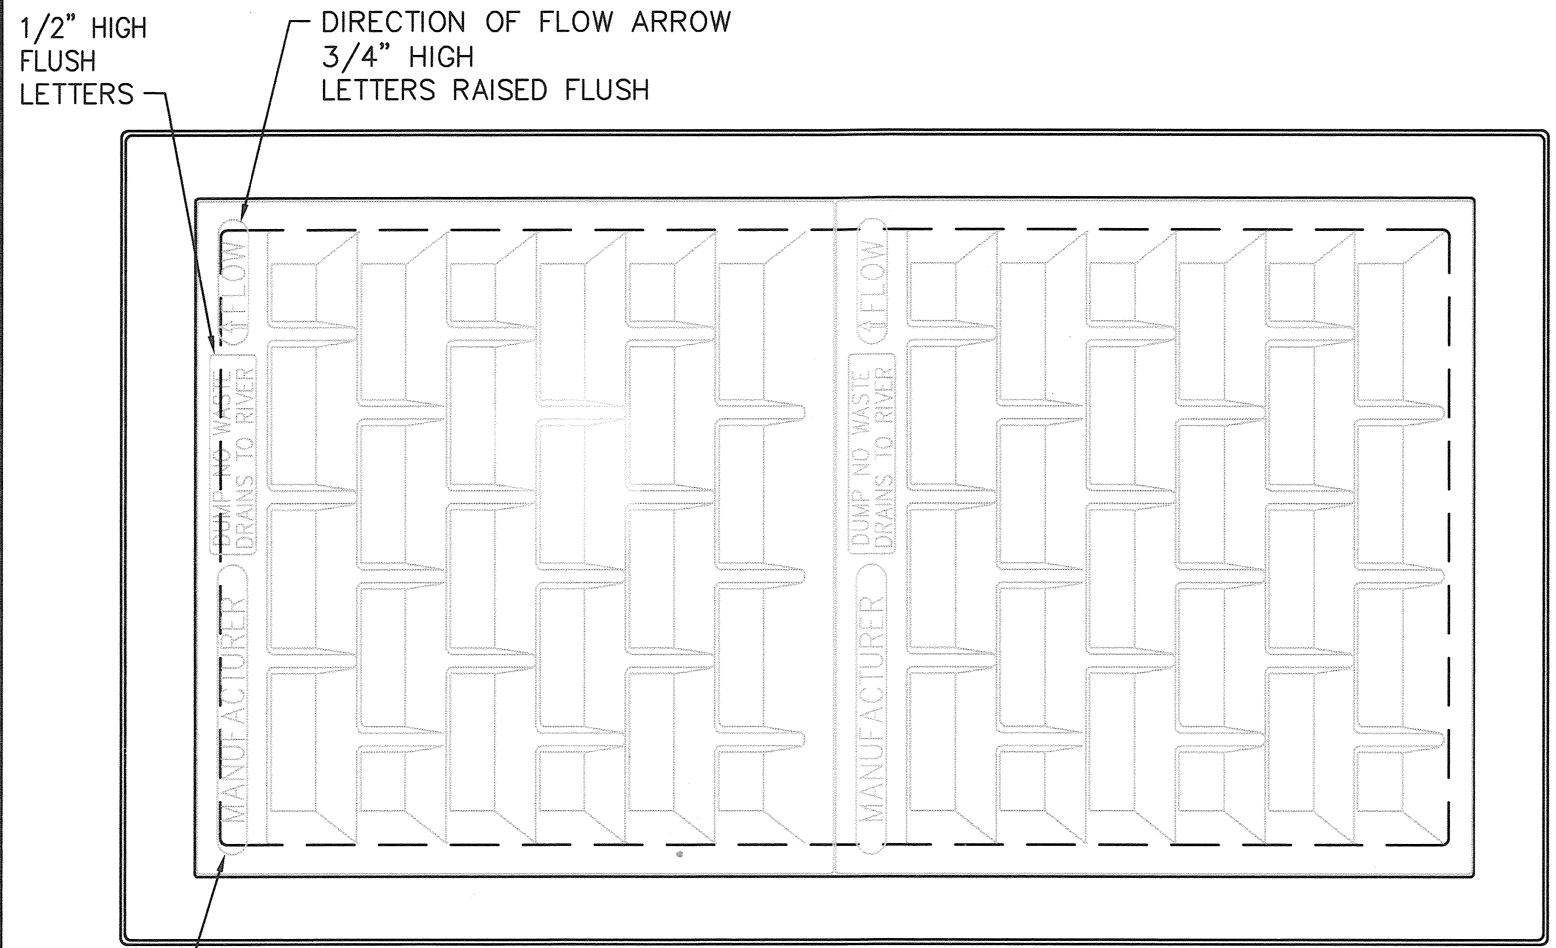 1/2" HIGH
FLUSH
LETTERS
DIRECTION OF FLOW ARROW
3/4" HIGH
LETTERS RAISED FLUSH
FLOW
DUMP NO WASTE
DRAINS TO RIVER
MANUFACTURER
FLOW
DUMP NO WASTE
DRAINS TO RIVER
MANUFACTURER